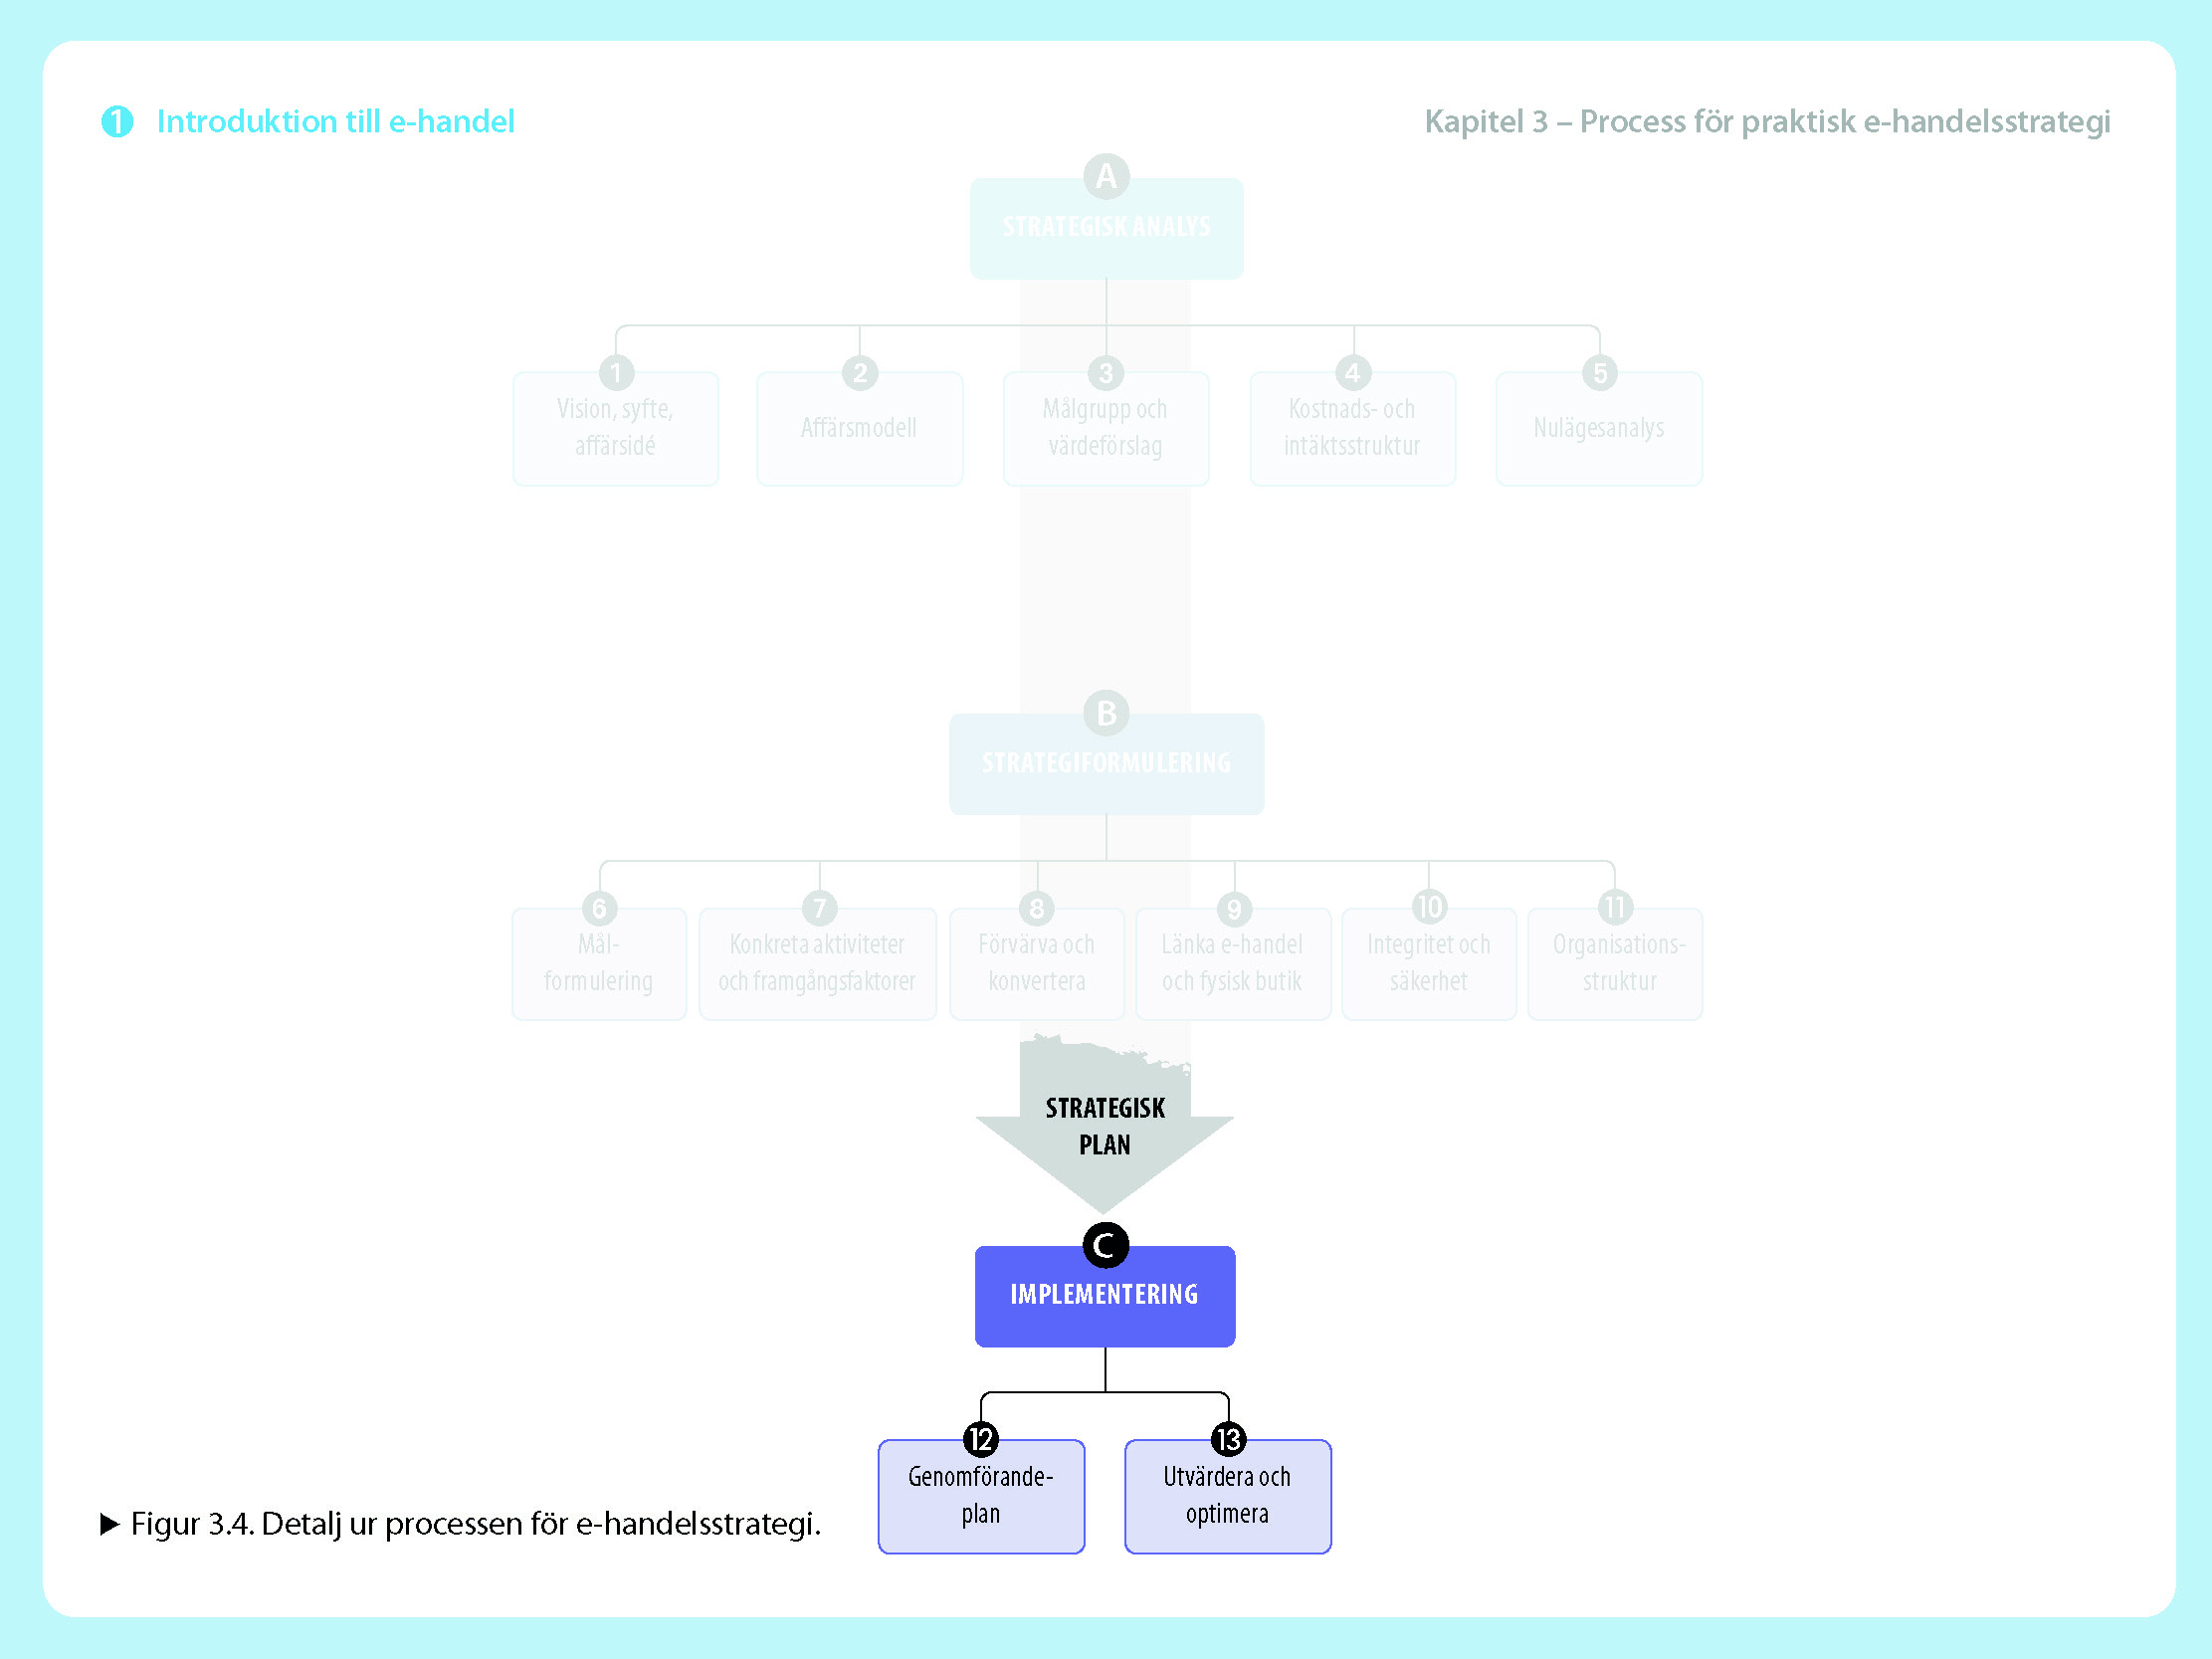 1 Introduktion till e-handel
Kapitel 3 – Process för praktisk e-handelsstrategi
A
STRATEGISK ANALYS
1
Vision, syfte,
affärsidé
2
Affärsmodell
3
Målgrupp och
värdeförslag
4
Kostnads- och
intäktsstruktur
5
Nulägesanalys
B
STRATEGIFORMULERING
6
Mål-
formulering
7
Konkreta aktiviteter
och framgångsfaktorer
8
Förvärva och
konvertera
9
Länka e-handel
och fysisk butik
10
Integritet och
säkerhet
11
Organisations-
struktur
STRATEGISK
PLAN
C
IMPLEMENTERING
12
Genomförande-
plan
13
Utvärdera och
optimera
▶ Figur 3.4. Detalj ur processen för e-handelsstrategi.